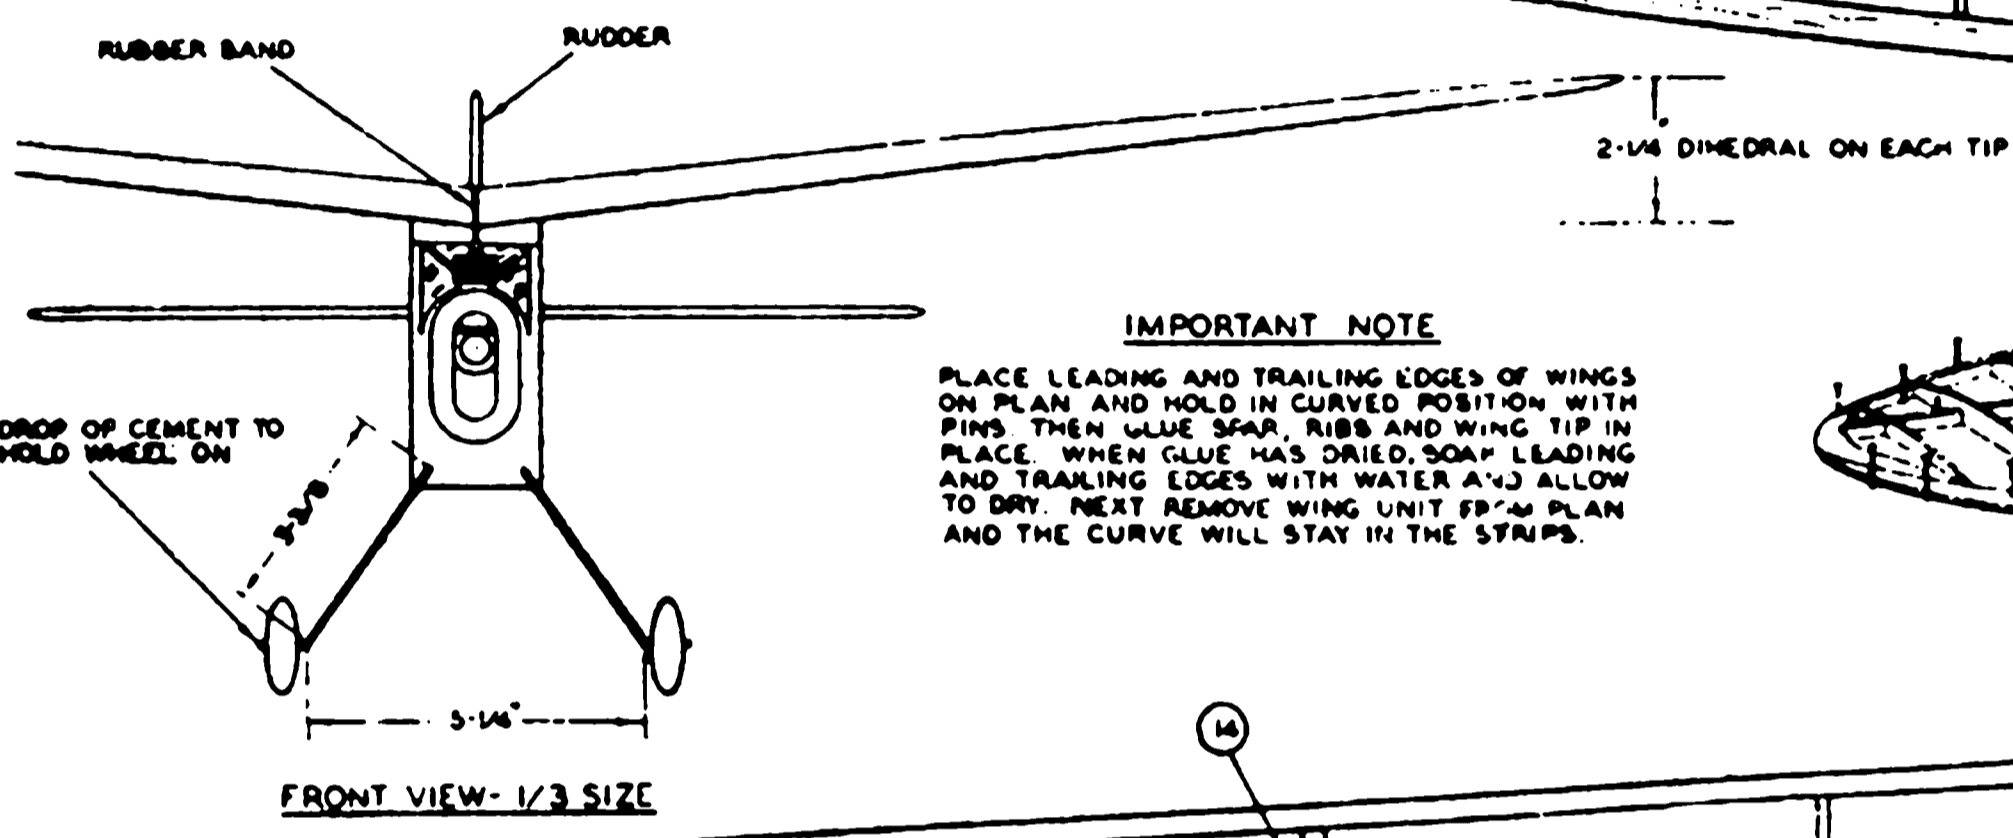 RUBBER BAND
RUDDER
2-1/4" DIHEDRAL ON EACH TIP
IMPORTANT NOTE
PLACE LEADING AND TRAILING EDGES OF WINGS
ON PLAN AND HOLD IN CURVED POSITION WITH
PINS. THEN GLUE SPAR, RIBS AND WING TIP IN
PLACE. WHEN GLUE HAS DRIED, SOAK LEADING
AND TRAILING EDGES WITH WATER AND ALLOW
TO DRY. NEXT REMOVE WING UNIT FROM PLAN
AND THE CURVE WILL STAY IN THE STRIPS.
DROP OF CEMENT TO
HOLD WHEEL ON
14
FRONT VIEW- 1/3 SIZE